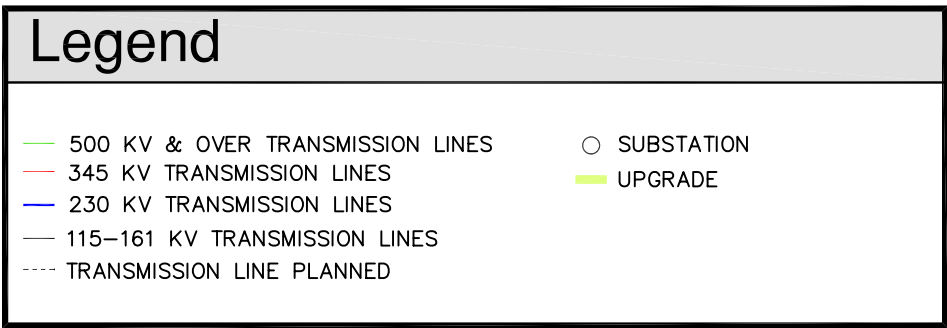 Legend
500 KV & OVER TRANSMISSION LINES
345 KV TRANSMISSION LINES
230 KV TRANSMISSION LINES
115-161 KV TRANSMISSION LINES
TRANSMISSION LINE PLANNED
SUBSTATION
UPGRADE